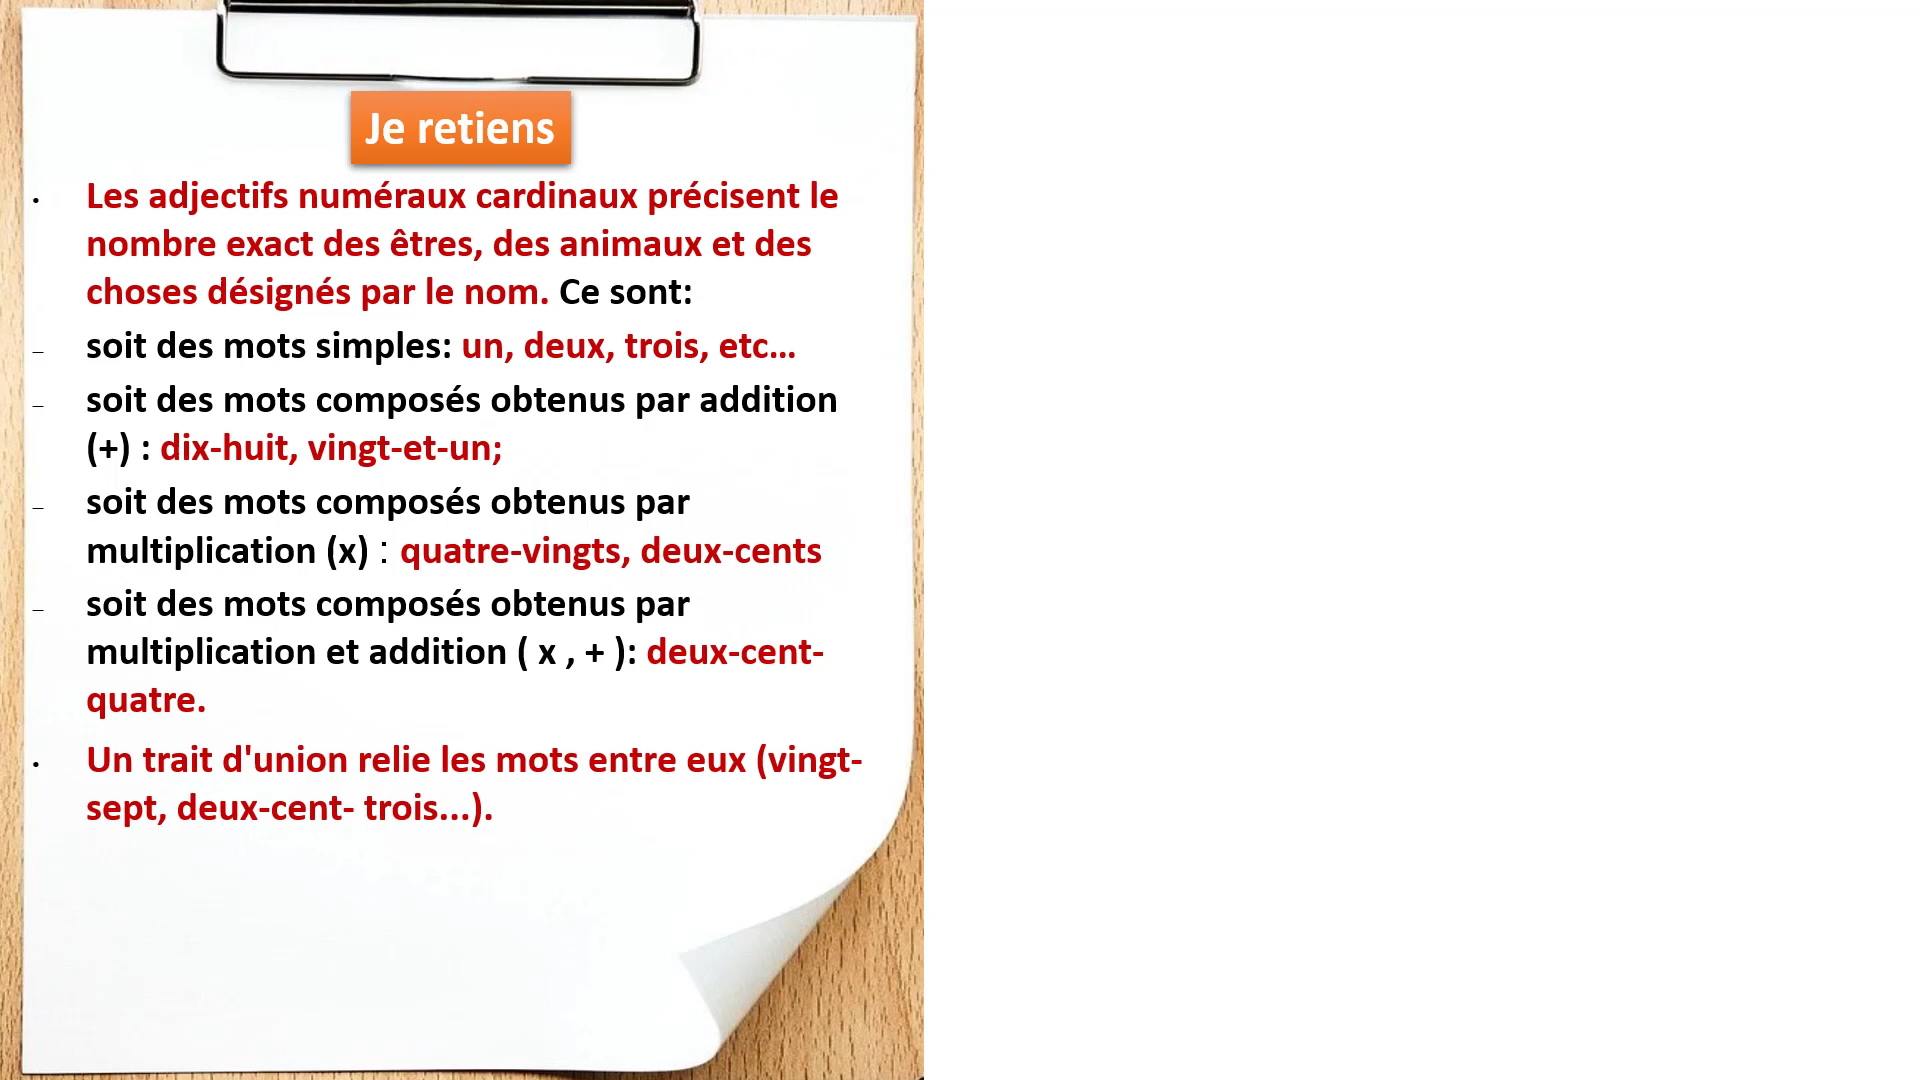 Je retiens
• Les adjectifs numéraux cardinaux précisent le
nombre exact des êtres, des animaux et des
choses désignés par le nom. Ce sont:
– soit des mots simples: un, deux, trois, etc...
– soit des mots composés obtenus par addition
(+) : dix-huit, vingt-et-un;
– soit des mots composés obtenus par
multiplication (x) : quatre-vingts, deux-cents
– soit des mots composés obtenus par
multiplication et addition ( x , + ): deux-cent-
quatre.
• Un trait d'union relie les mots entre eux (vingt-
sept, deux-cent- trois...).